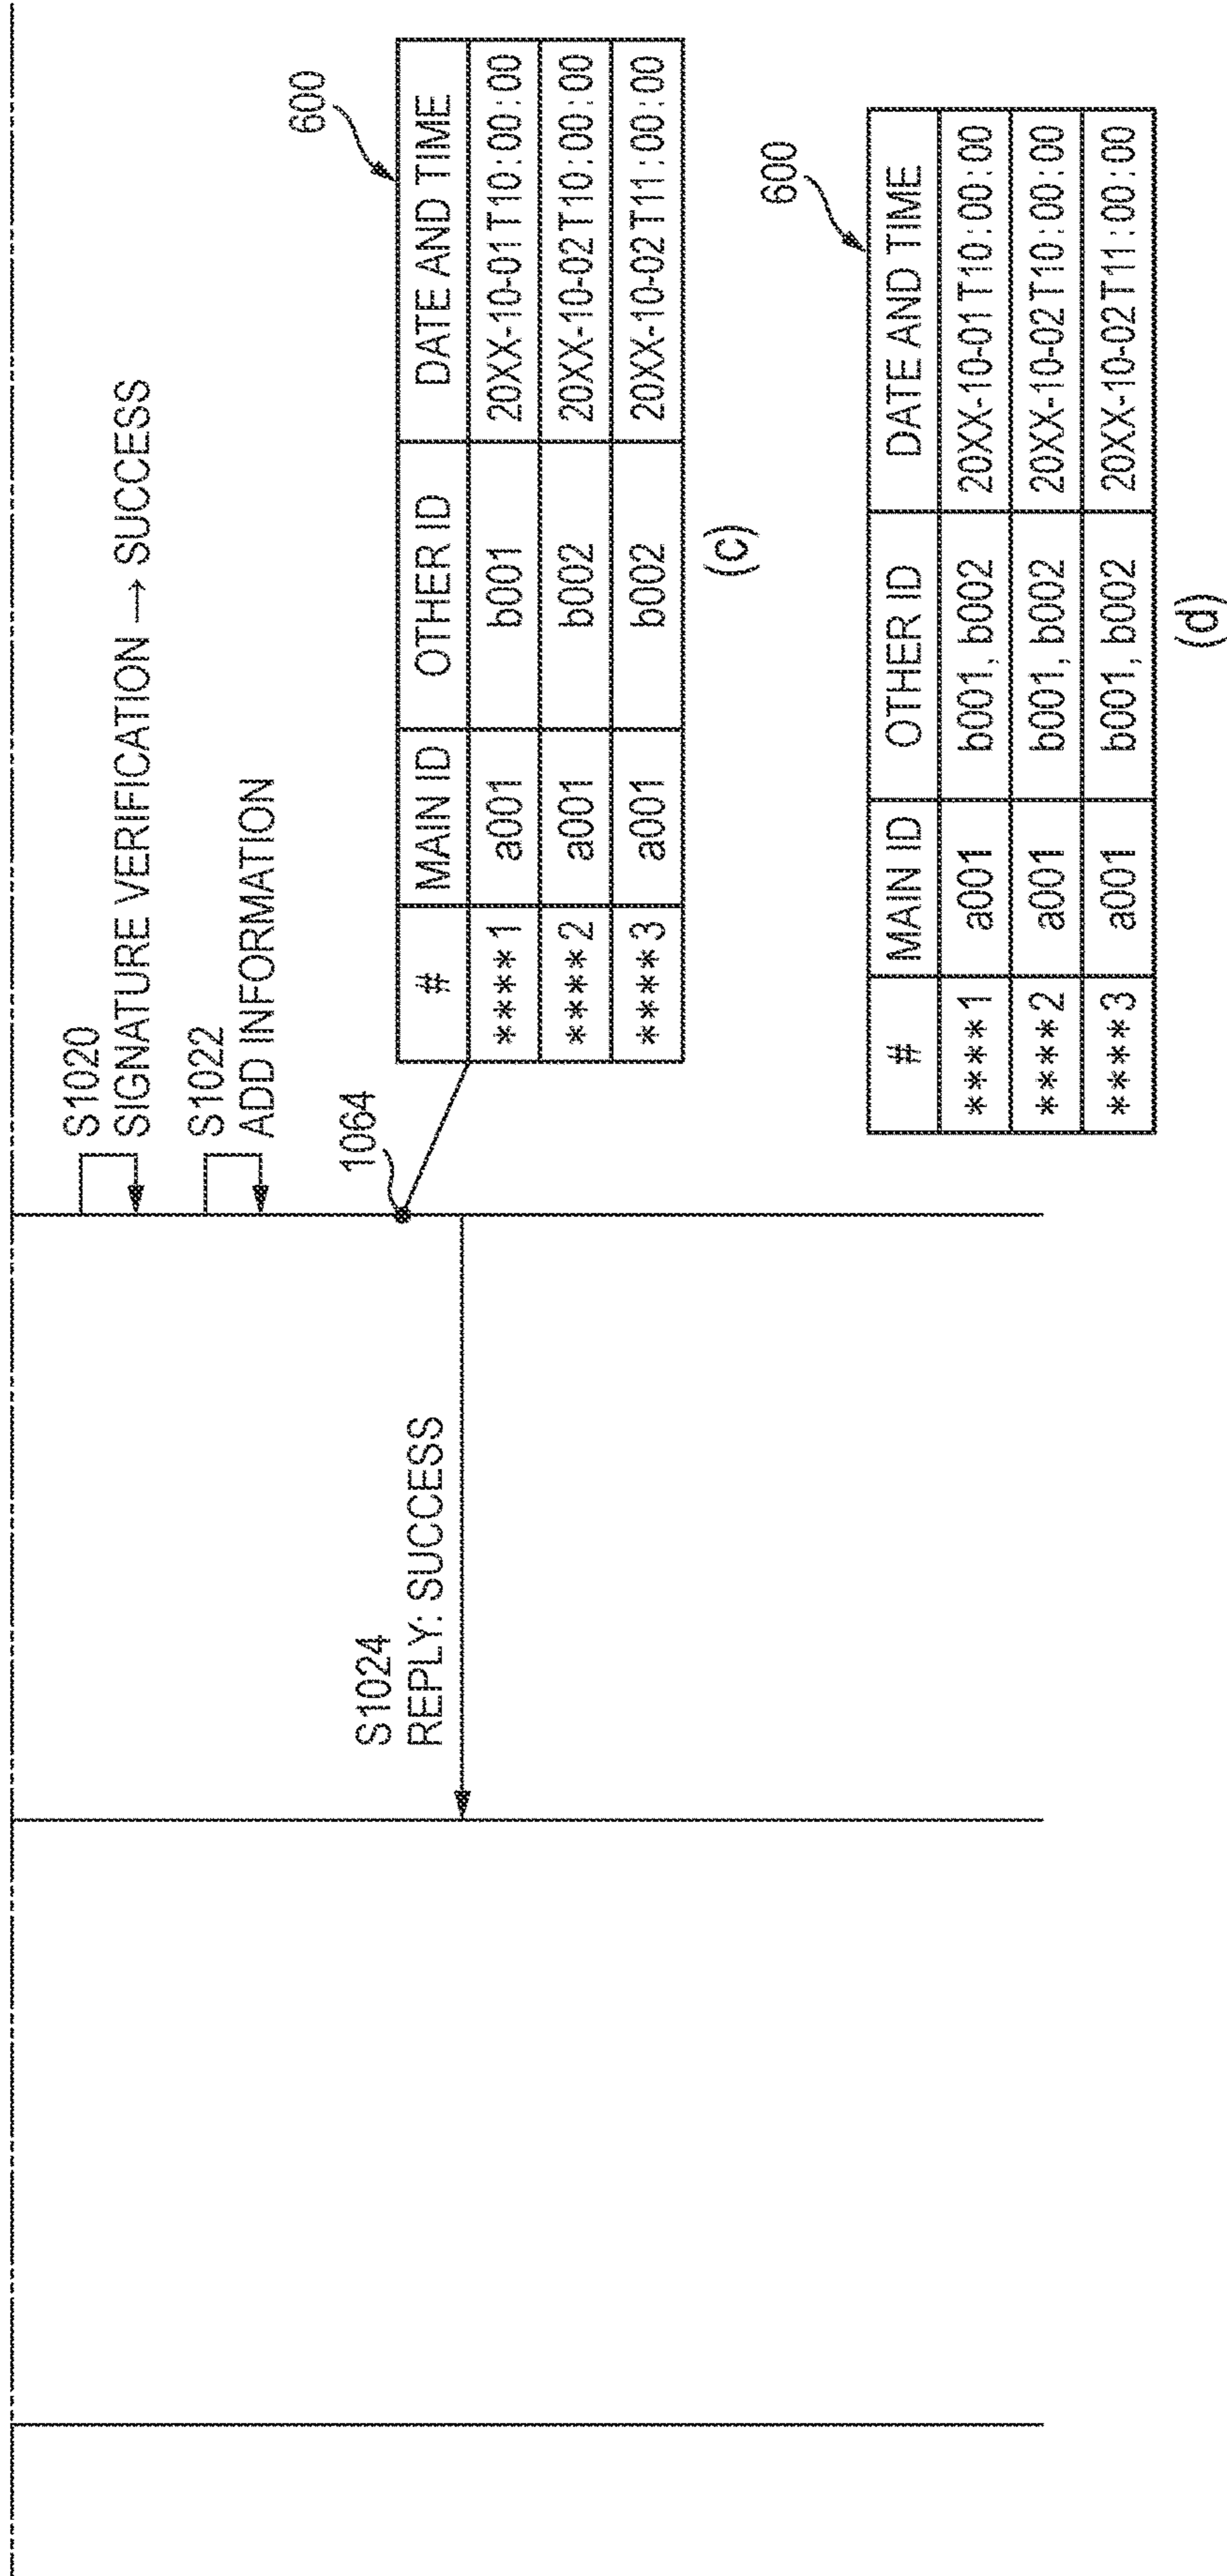 S1020
SIGNATURE VERIFICATION → SUCCESS
S1022
ADD INFORMATION
1064
600
# MAIN ID OTHER ID DATE AND TIME
****1 a001 b001 20XX-10-01T10:00:00
****2 a001 b002 20XX-10-02T10:00:00
****3 a001 b002 20XX-10-02T11:00:00
(c)
S1024
REPLY: SUCCESS
600
# MAIN ID OTHER ID DATE AND TIME
****1 a001 b001, b002 20XX-10-01T10:00:00
****2 a001 b001, b002 20XX-10-02T10:00:00
****3 a001 b001, b002 20XX-10-02T11:00:00
(d)